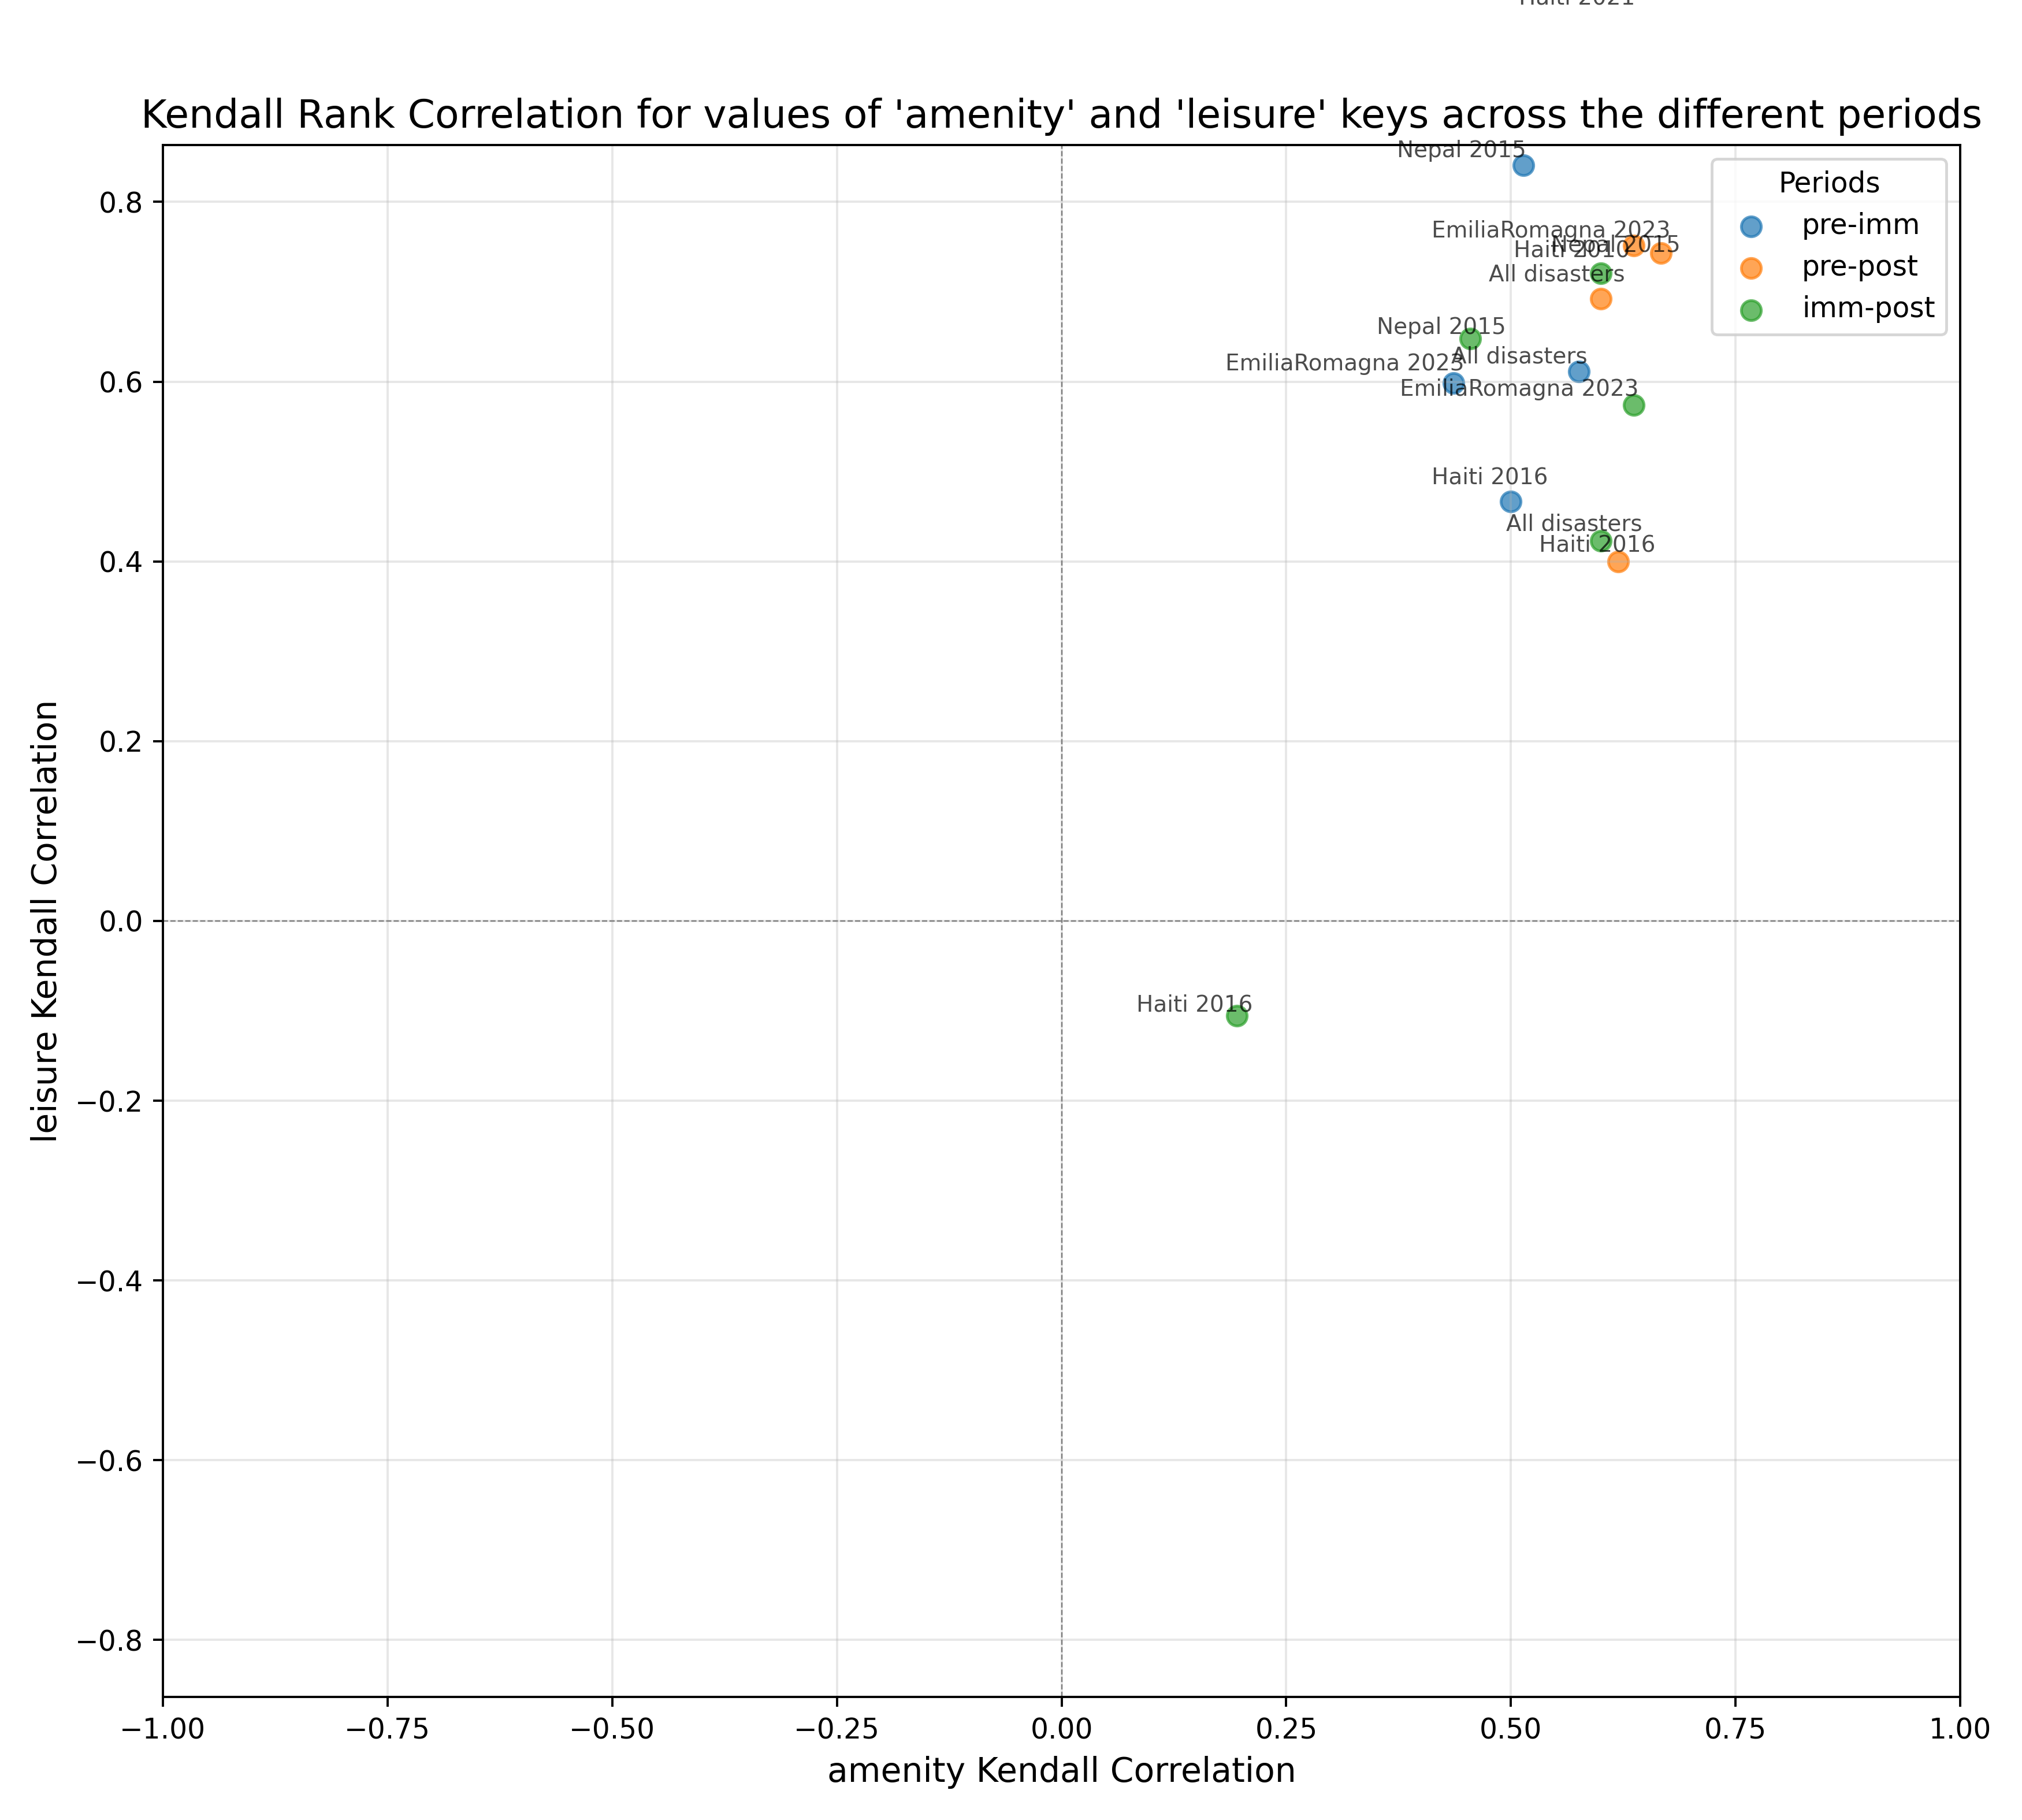 Haiti 2021
Kendall Rank Correlation for values of 'amenity' and 'leisure' keys across the different periods
Nepal 2015
Periods
pre-imm
pre-post
imm-post
EmiliaRomagna 2023
Nepal 2015
Haiti 2010
All disasters
Nepal 2015
All disasters
EmiliaRomagna 2023
EmiliaRomagna 2023
Haiti 2016
All disasters
Haiti 2016
Haiti 2016
0.8
0.6
0.4
0.2
0.0
−0.2
−0.4
−0.6
−0.8
leisure Kendall Correlation
−1.00
−0.75
−0.50
−0.25
0.00
0.25
0.50
0.75
1.00
amenity Kendall Correlation